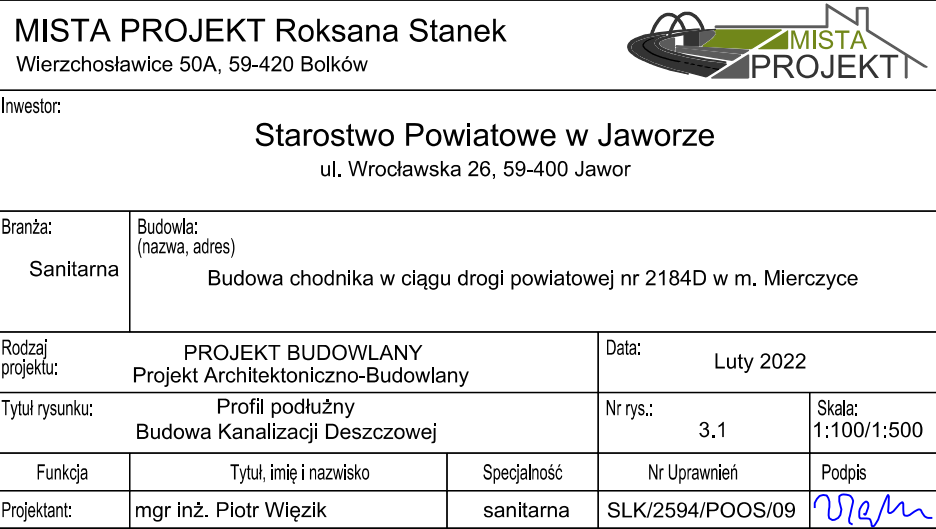 MISTA PROJEKT Roksana Stanek
Wierzchosławice 50A, 59-420 Bolków
MISTA
PROJEKT
Inwestor:
Starostwo Powiatowe w Jaworze
ul. Wrocławska 26, 59-400 Jawor
Branża:
Sanitarna
Budowla:
(nazwa, adres)
Budowa chodnika w ciągu drogi powiatowej nr 2184D w m. Mierczyce
Rodzaj
projektu:
PROJEKT BUDOWLANY
Projekt Architektoniczno-Budowlany
Data:
Luty 2022
Tytuł rysunku:
Profil podłużny
Budowa Kanalizacji Deszczowej
Nr rys.:
3.1
Skala:
1:100/1:500
Funkcja
Tytuł, imię i nazwisko
Specjalność
Nr Uprawnień
Podpis
Projektant:
mgr inż. Piotr Więzik
sanitarna
SLK/2594/POOS/09